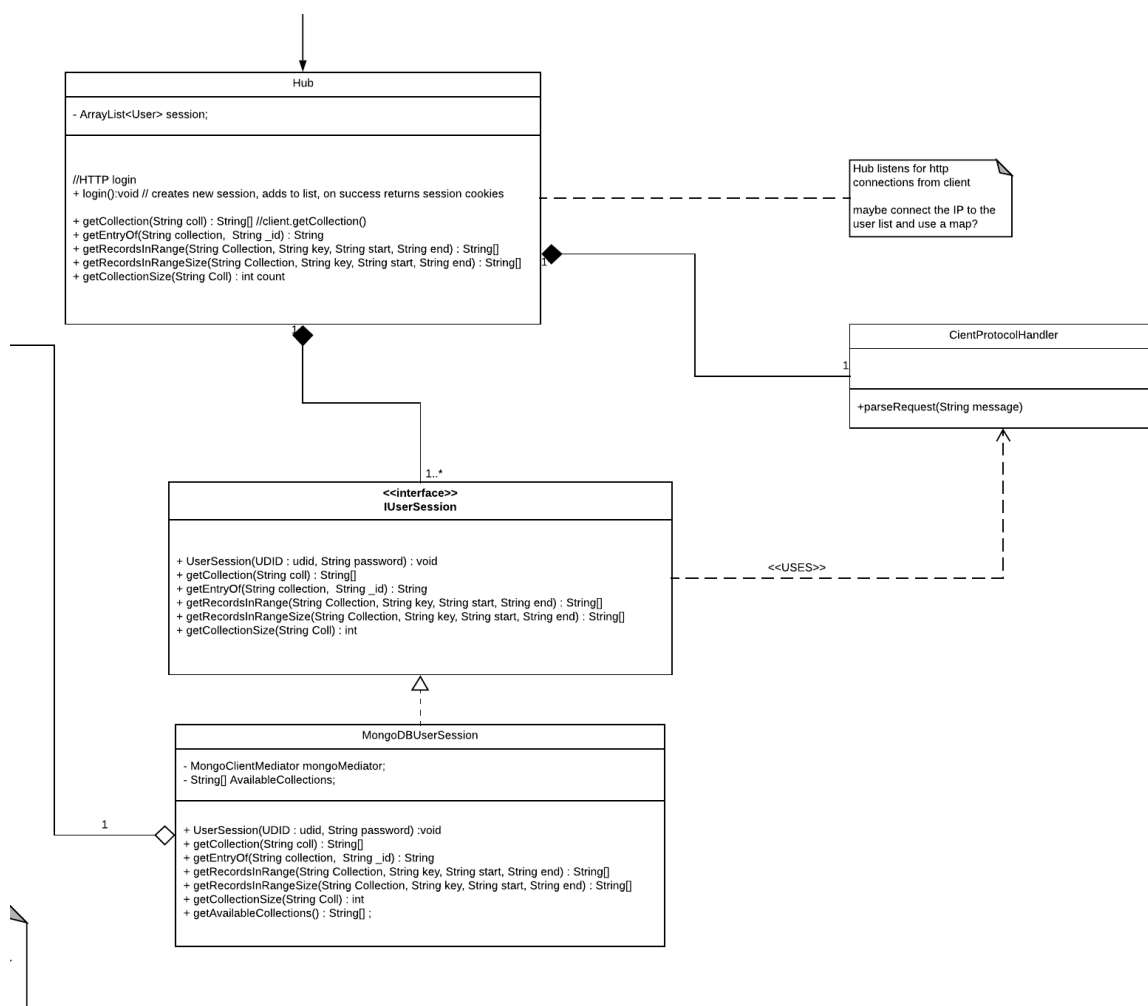 Hub
- ArrayList<User> session;
//HTTP login
+ login():void // creates new session, adds to list, on success returns session cookies
+ getCollection(String coll) : String[] //client.getCollection()
+ getEntryOf(String collection, String _id) : String
+ getRecordsInRange(String Collection, String key, String start, String end) : String[]
+ getRecordsInRangeSize(String Collection, String key, String start, String end) : String[]
+ getCollectionSize(String Coll) : int count
Hub listens for http
connections from client
maybe connect the IP to the
user list and use a map?
1
1
CientProtocolHandler
1
+parseRequest(String message)
1..*
<<interface>>
IUserSession
+ UserSession(UDID : udid, String password) : void
+ getCollection(String coll) : String[]
+ getEntryOf(String collection, String _id) : String
+ getRecordsInRange(String Collection, String key, String start, String end) : String[]
+ getRecordsInRangeSize(String Collection, String key, String start, String end) : String[]
+ getCollectionSize(String Coll) : int
<<USES>>
MongoDBUserSession
- MongoClientMediator mongoMediator;
- String[] AvailableCollections;
1
+ UserSession(UDID : udid, String password) :void
+ getCollection(String coll) : String[]
+ getEntryOf(String collection, String _id) : String
+ getRecordsInRange(String Collection, String key, String start, String end) : String[]
+ getRecordsInRangeSize(String Collection, String key, String start, String end) : String[]
+ getCollectionSize(String Coll) : int
+ getAvailableCollections() : String[] ;